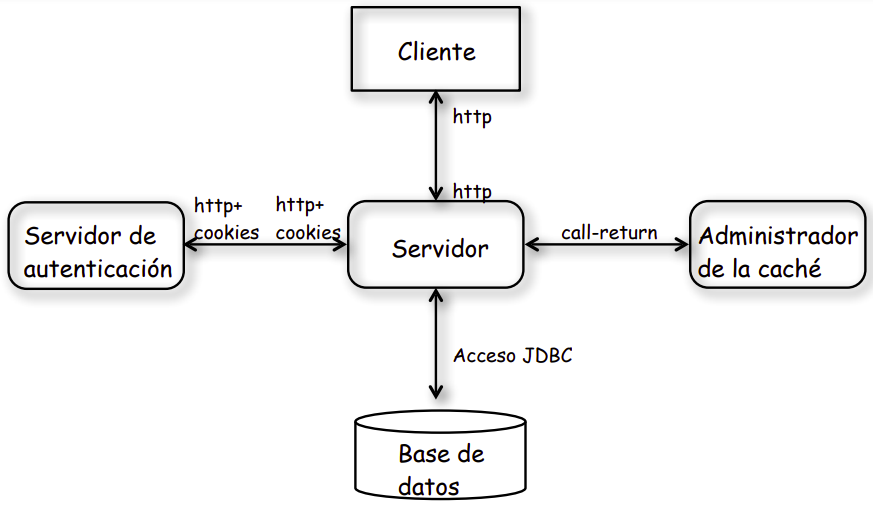 Cliente
http
http
http+
cookies
http+
cookies
Servidor de
autenticación
Servidor
call-return
Administrador
de la caché
Acceso JDBC
Base de
datos